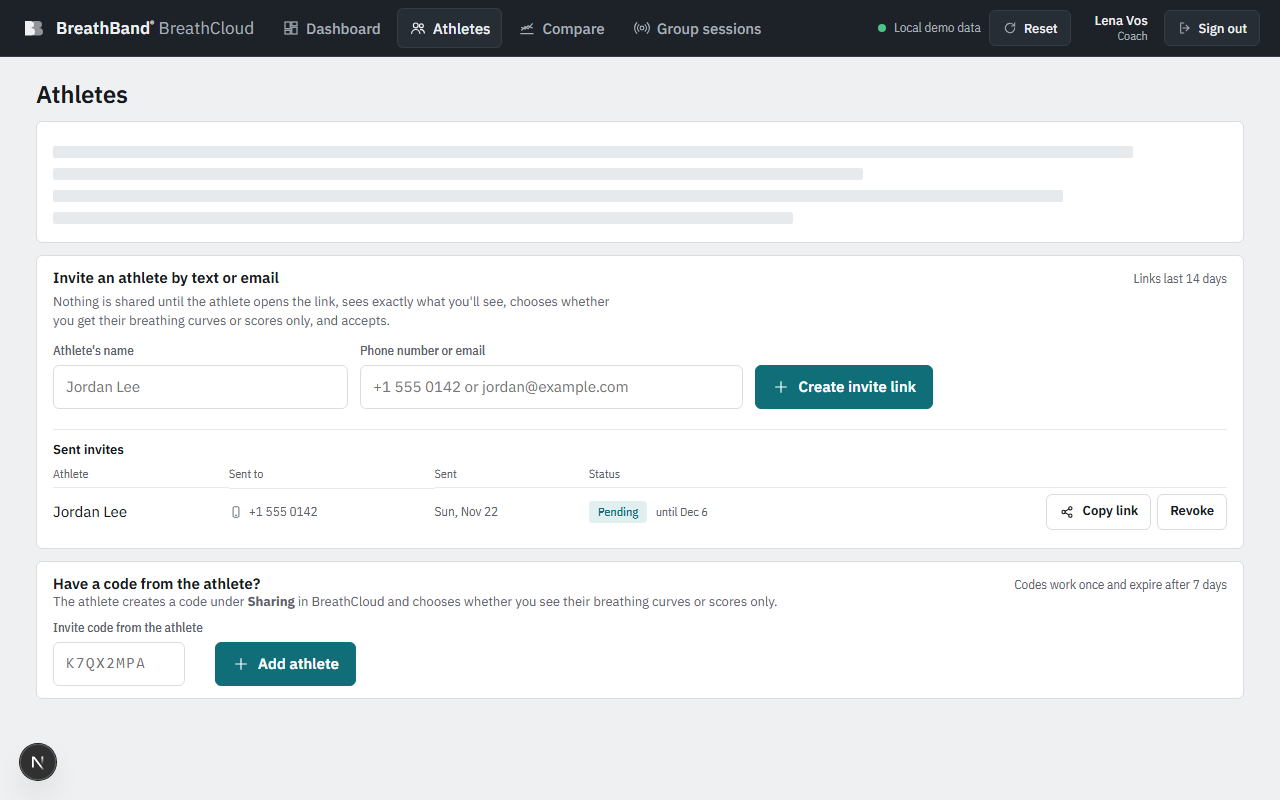 BreathBand® BreathCloud
Dashboard
Athletes
Compare
Group sessions
Local demo data
Reset
Lena Vos
Coach
Sign out
Athletes
Invite an athlete by text or email
Links last 14 days
Nothing is shared until the athlete opens the link, sees exactly what you'll see, chooses whether
you get their breathing curves or scores only, and accepts.
Athlete's name
Phone number or email
Jordan Lee
+1 555 0142 or jordan@example.com
Create invite link
Sent invites
Athlete
Sent to
Sent
Status
Jordan Lee
+1 555 0142
Sun, Nov 22
Pending
until Dec 6
Copy link
Revoke
Have a code from the athlete?
Codes work once and expire after 7 days
The athlete creates a code under Sharing in BreathCloud and chooses whether you see their breathing curves or scores only.
Invite code from the athlete
K7QX2MPA
Add athlete
N